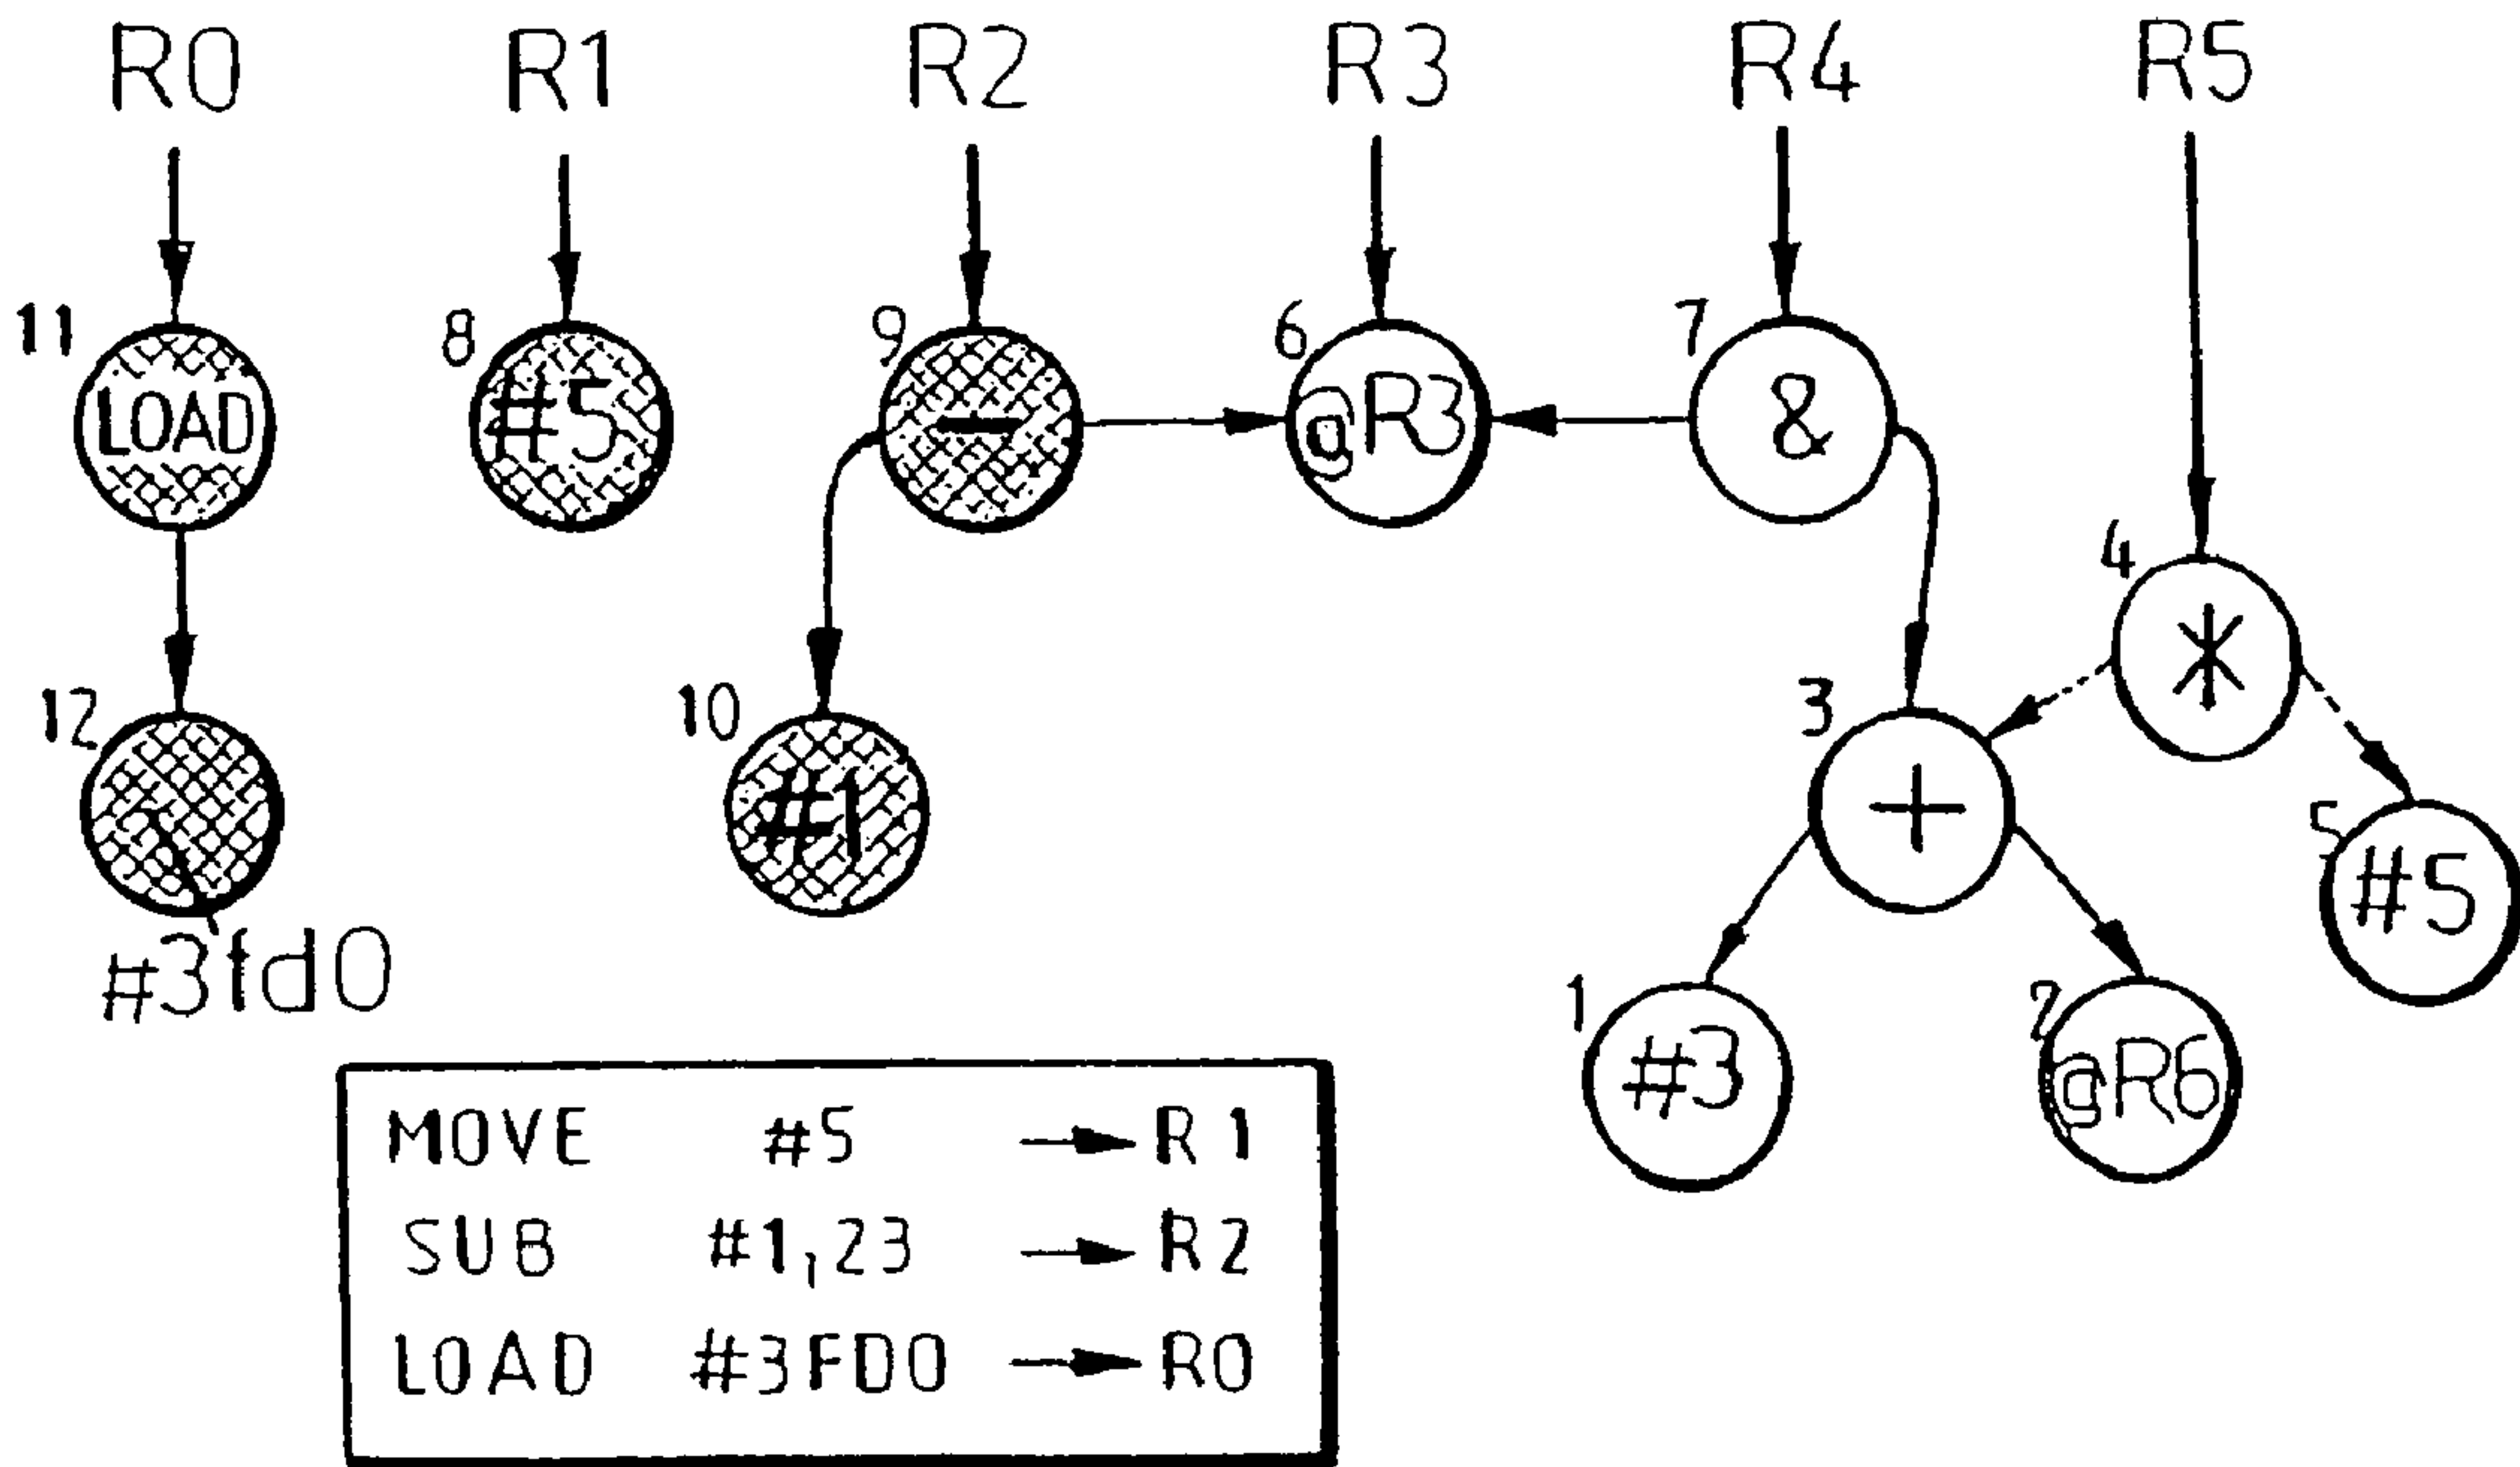 R0 R1 R2 R3 R4 R5
11 8 9 6 7
LOAD #5 - @R3 &
4
*
12 10 3 5
#1 + #5
#3fd0
1 2
#3 @R6
MOVE #5 → R1
SUB #1,23 → R2
LOAD #3FD0 → R0